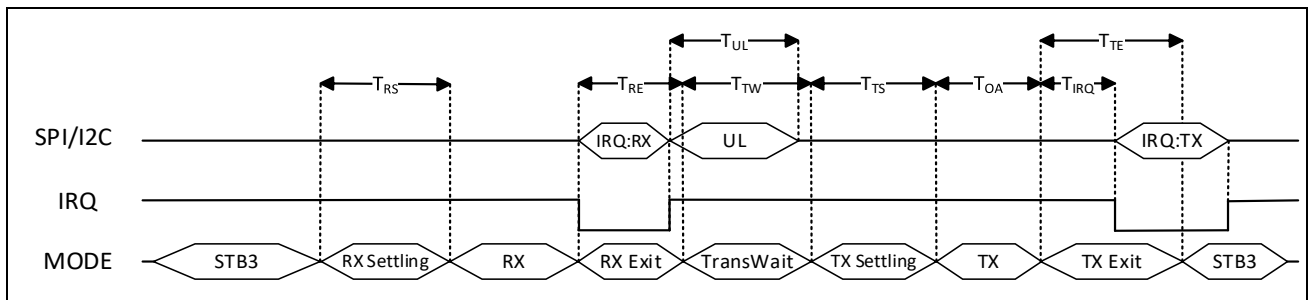 TUL
TTE
TRS
TRE
TTW
TTS
TOA
TIRQ
SPI/I2C
IRQ:RX
UL
IRQ:TX
IRQ
MODE
STB3
RX Settling
RX
RX Exit
TransWait
TX Settling
TX
TX Exit
STB3